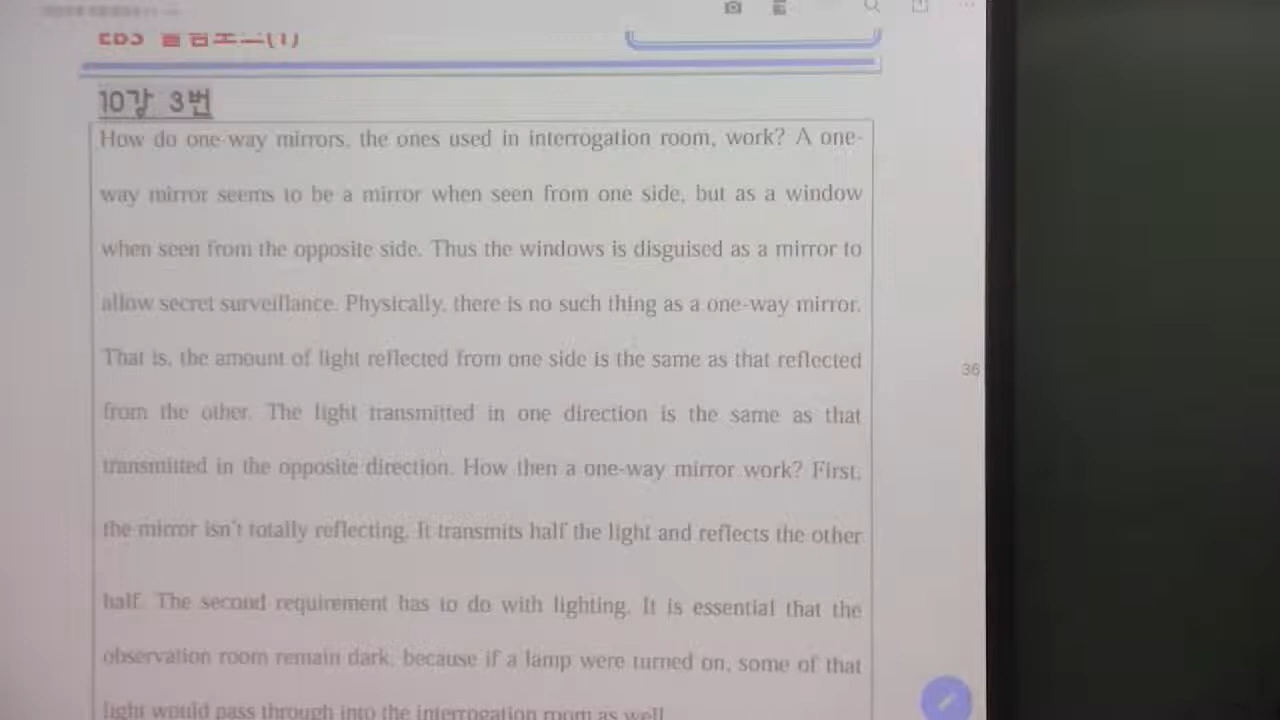 10강 3번
How do one-way mirrors, the ones used in interrogation room, work? A one-
way mirror seems to be a mirror when seen from one side, but as a window
when seen from the opposite side. Thus the windows is disguised as a mirror to
allow secret surveillance. Physically, there is no such thing as a one-way mirror.
That is, the amount of light reflected from one side is the same as that reflected
36
from the other. The light transmitted in one direction is the same as that
transmitted in the opposite direction. How then a one-way mirror work? First,
the mirror isn't totally reflecting. It transmits half the light and reflects the other
half. The second requirement has to do with lighting. It is essential that the
observation room remain dark, because if a lamp were turned on, some of that
light would pass through into the interrogation room as well